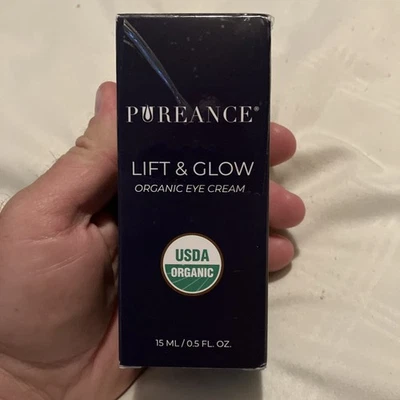 PUREANCE®
LIFT & GLOW
ORGANIC EYE CREAM
USDA
ORGANIC
15 ML / 0.5 FL. OZ.